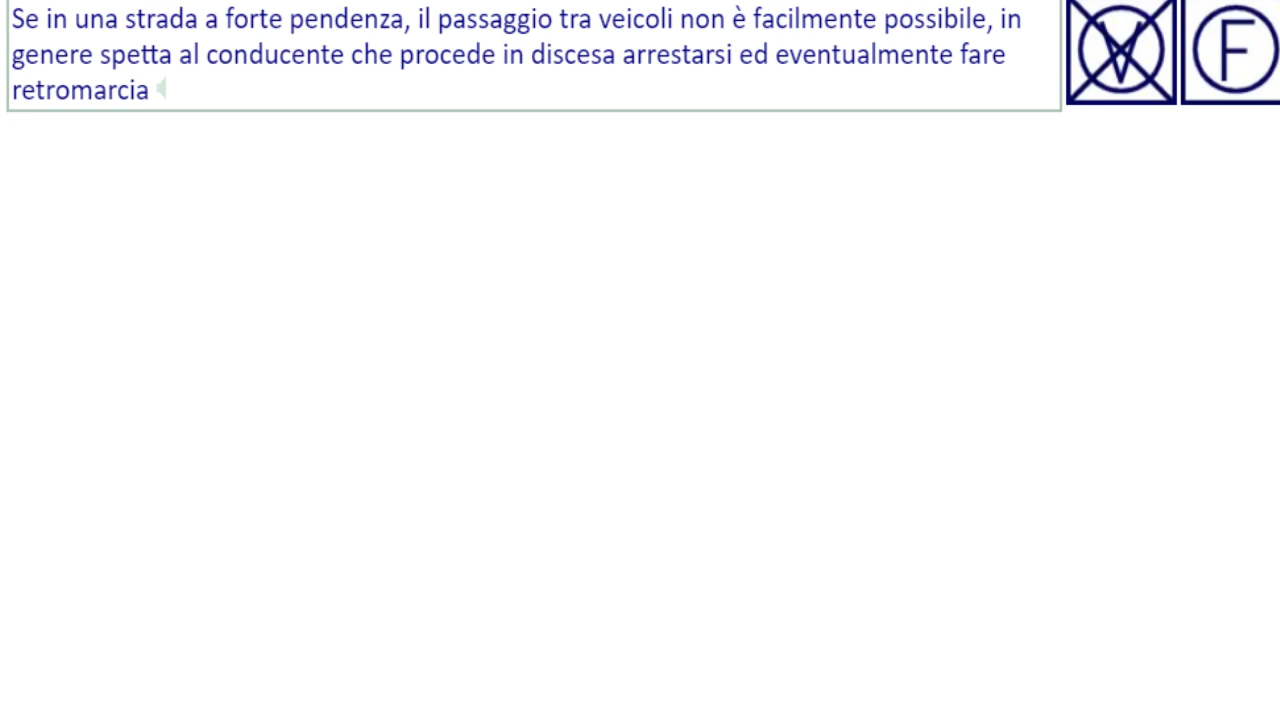 Se in una strada a forte pendenza, il passaggio tra veicoli non è facilmente possibile, in
genere spetta al conducente che procede in discesa arrestarsi ed eventualmente fare
retromarcia
V F